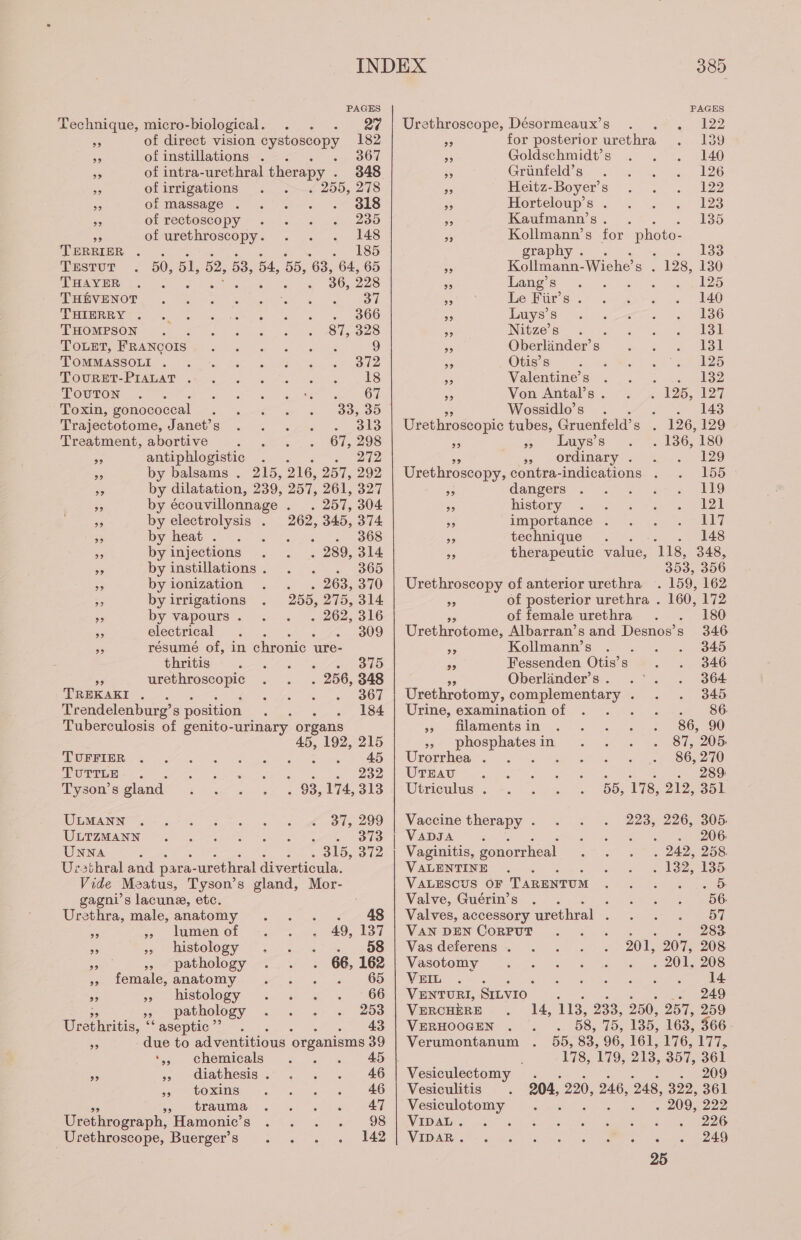 INDEX 385
PAGES
Technique, micro-biological. . . . 27
,, of direct vision cystoscopy 182
,, of instillations . . . . 367
,, of intra-urethral therapy . 348
,, of irrigations . . . 255, 278
,, of massage . . . . . 318
,, of rectoscopy . . . . 235
,, of urethroscopy. . . . 148
TERRIER . . . . . . . . 185
TESTUT . 50, 51, 52, 53, 54, 55, 63, 64, 65
THAYER . . . . . . . 36, 228
THÉVENOT . . . . . . . 37
THIERRY . . . . . . . . 366
THOMPSON . . . . . . 87, 328
TOLET, FRANÇOIS . . . . . . 9
TOMMASSOLI . . . . . . . 372
TOURET-PIALAT . . . . . . 18
TOUTON . . . . . . . . 67
Toxin, gonococcal . . . . . 33, 35
Trajectotome, Janet's . . . . . 313
Treatment, abortive . . . . 67, 298
,, antiphlogistic . . . . 272
,, by balsams . 215, 216, 257, 292
,, by dilatation, 239, 257, 261, 327
,, by écouvillonnage . . 257, 304
,, by electrolysis . 262, 345, 374
,, by heat . . . . . . 368
,, by injections . . . 289, 314
,, by instillations . . . . 365
,, by ionization . . . 263, 370
,, by irrigations . 255, 275, 314
,, by vapours . . . . 262, 316
,, electrical . . . . . 309
,, résumé of, in chronic ure-
thritis . . . . . 375
,, urethroscopic . . . 256, 348
TREKAKI . . . . . . . . 367
Trendelenburg's position . . . . 184
Tuberculosis of genito-urinary organs
45, 192, 215
TUFFIER . . . . . . . . 45
TUTTLE . . . . . . . . 232
Tyson's gland . . . . . 93, 174, 313
ULMANN . . . . . . . 37, 299
ULTZMANN . . . . . . . 373
UNNA . . . . . . . 315, 372
Urethral and para-urethral diverticula.
Vide Meatus, Tyson's gland, Mor-
gagni's lacunæ, etc.
Urethra, male, anatomy . . . . 48
,, ,, lumen of . . . . 49, 137
,, ,, histology . . . . 58
,, ,, pathology . . . 66, 162
,, female, anatomy . . . . 65
,, ,, histology . . . . 66
,, ,, pathology . . . . 253
Urethritis, “aseptic” . . . . . 43
,, due to adventitious organisms 39
,, chemicals . . . 45
,, ,, diathesis . . . . 46
,, toxins . . . . 46
,, ,, trauma . . . . 47
Urethrograph, Hamonic's . . . . 98
Urethroscope, Buerger's . . . . 142
PAGES
Urethroscope, Désormeaux's . . . 122
,, for posterior urethra . 139
,, Goldschmidt's . . . 140
,, Grünfeld's . . . . 126
,, Heitz-Boyer's . . . 122
,, Horteloup's . . . . 123
,, Kaufmann's . . . . 135
,, Kollmann's for photo-
graphy . . . . . 133
,, Kollmann-Wiehe's . 128, 130
,, Lang's . . . . . 125
,, Le Für's . . . . . 140
,, Luys's . . . . . 136
,, Nitze's . . . . . 131
,, Oberländer's . . . 131
,, Otis's . . . . . 125
,, Valentine's . . . . 132
,, Von Antal's . . . 125, 127
,, Wossidlo's . . . . 143
Urethroscopic tubes, Gruenfeld's . 126, 129
,, ,, Luys's . . 136, 180
,, ,, ordinary . . . 129
Urethroscopy, contra-indications . . 155
,, dangers . . . . . 119
,, history . . . . . 121
,, importance . . . . 117
,, technique . . . . 148
,, therapeutic value, 118, 348,
353, 356
Urethroscopy of anterior urethra . 159, 162
,, of posterior urethra . 160, 172
,, of female urethra . . 180
Urethrotome, Albarran's and Desnos's 346
,, Kollmann's . . . . 345
,, Fessenden Otis's . . 346
,, Oberländer's . . . . 364
Urethrotomy, complementary . . . 345
Urine, examination of . . . . . 86
,, filaments in . . . . . 86, 90
,, phosphates in . . . . 87, 205
Urorrhea . . . . . . . 86, 270
UTEAU . . . . . . . . 289
Utriculus . . . . . 55, 178, 212, 351
Vaccine therapy . . . . 223, 226, 305
VADJA . . . . . . . . 206
Vaginitis, gonorrheal . . . . 242, 258
VALENTINE . . . . . . 132, 135
VALESCUS OF TARENTUM . . . . . 5
Valve, Guérin's . . . . . . 56
Valves, accessory urethral . . . . 57
VAN DEN CORPUT . . . . . 283
Vas deferens . . . . . 201, 207, 208
Vasotomy . . . . . . 201, 208
VEIL . . . . . . . . . 14
VENTURI, SILVIO . . . . . . 249
VERCHÈRE . 14, 113, 233, 250, 257, 259
VERHOOGEN . . . 58, 75, 135, 163, 366
Verumontanum . 55, 83, 96, 161, 176, 177,
178, 179, 213, 357, 361
Vesiculectomy . . . . . . 209
Vesiculitis . 204, 220, 246, 248, 322, 361
Vesiculotomy . . . . . . 209, 222
VIDAL . . . . . . . . 226
VIDAR . . . . . . . . 249
25